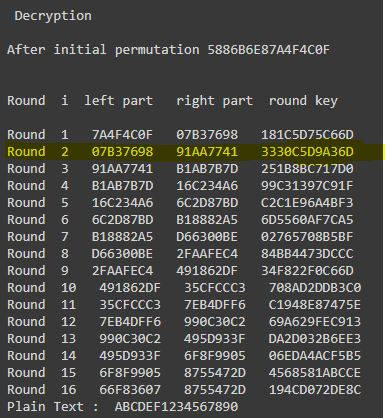 Decryption
After initial permutation 5886B6E87A4F4C0F
Round i left part right part round key
Round 1 7A4F4C0F 07B37698 181C5D75C66D
Round 2 07B37698 91AA7741 3330C5D9A36D
Round 3 91AA7741 B1AB7B7D 251B8BC717D0
Round 4 B1AB7B7D 16C234A6 99C31397C91F
Round 5 16C234A6 6C2D87BD C2C1E96A4BF3
Round 6 6C2D87BD B18882A5 6D5560AF7CA5
Round 7 B18882A5 D66300BE 02765708B5BF
Round 8 D66300BE 2FAAFEC4 84BB4473DCCC
Round 9 2FAAFEC4 491862DF 34F822F0C66D
Round 10 491862DF 35CFCCC3 708AD2DDB3C0
Round 11 35CFCCC3 7EB4DFF6 C1948E87475E
Round 12 7EB4DFF6 990C30C2 69A629FEC913
Round 13 990C30C2 495D933F DA2D032B6EE3
Round 14 495D933F 6F8F9905 06EDA4ACF5B5
Round 15 6F8F9905 8755472D 4568581ABCCE
Round 16 66F83607 8755472D 194CD072DE8C
Plain Text : ABCDEF1234567890